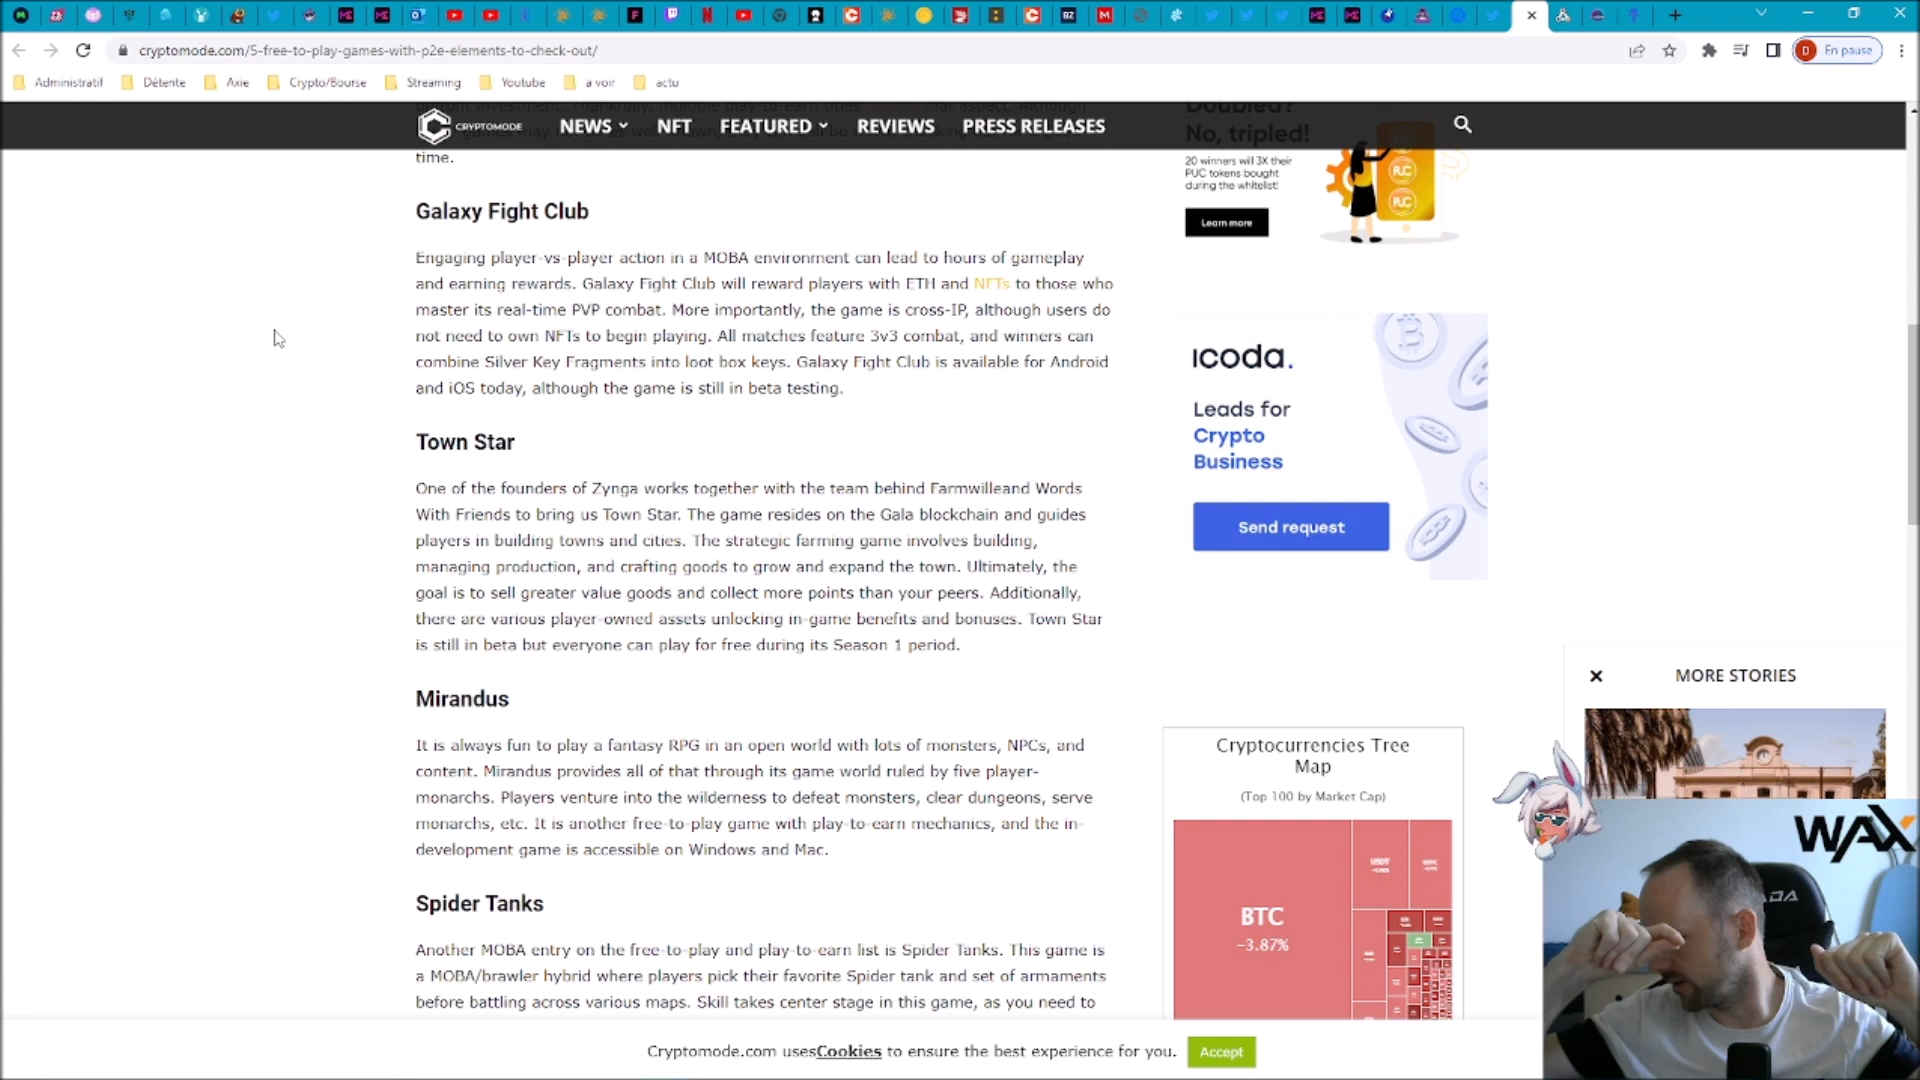 cryptomode.com/5-free-to-play-games-with-p2e-elements-to-check-out/
D En pause
Administratif Détente Axie Crypto/Bourse Streaming Youtube a voir actu
CRYPTOMODE NEWS NFT FEATURED REVIEWS PRESS RELEASES
time.
Galaxy Fight Club
Engaging player-vs-player action in a MOBA environment can lead to hours of gameplay
and earning rewards. Galaxy Fight Club will reward players with ETH and NFTs to those who
master its real-time PVP combat. More importantly, the game is cross-IP, although users do
not need to own NFTs to begin playing. All matches feature 3v3 combat, and winners can
combine Silver Key Fragments into loot box keys. Galaxy Fight Club is available for Android
and iOS today, although the game is still in beta testing.
Town Star
One of the founders of Zynga works together with the team behind Farmwilleand Words
With Friends to bring us Town Star. The game resides on the Gala blockchain and guides
players in building towns and cities. The strategic farming game involves building,
managing production, and crafting goods to grow and expand the town. Ultimately, the
goal is to sell greater value goods and collect more points than your peers. Additionally,
there are various player-owned assets unlocking in-game benefits and bonuses. Town Star
is still in beta but everyone can play for free during its Season 1 period.
Mirandus
It is always fun to play a fantasy RPG in an open world with lots of monsters, NPCs, and
content. Mirandus provides all of that through its game world ruled by five player-
monarchs. Players venture into the wilderness to defeat monsters, clear dungeons, serve
monarchs, etc. It is another free-to-play game with play-to-earn mechanics, and the in-
development game is accessible on Windows and Mac.
Spider Tanks
Another MOBA entry on the free-to-play and play-to-earn list is Spider Tanks. This game is
a MOBA/brawler hybrid where players pick their favorite Spider tank and set of armaments
before battling across various maps. Skill takes center stage in this game, as you need to
Doubled?
No, tripled!
20 winners will 3X their
PUC tokens bought
during the whitelist!
Learn more
PUC
PUC
icoda.
Leads for
Crypto
Business
Send request
Cryptocurrencies Tree
Map
(Top 100 by Market Cap)
BTC
-3.87%
USDT
MORE STORIES
WAX
Cryptomode.com usesCookies to ensure the best experience for you.
Accept